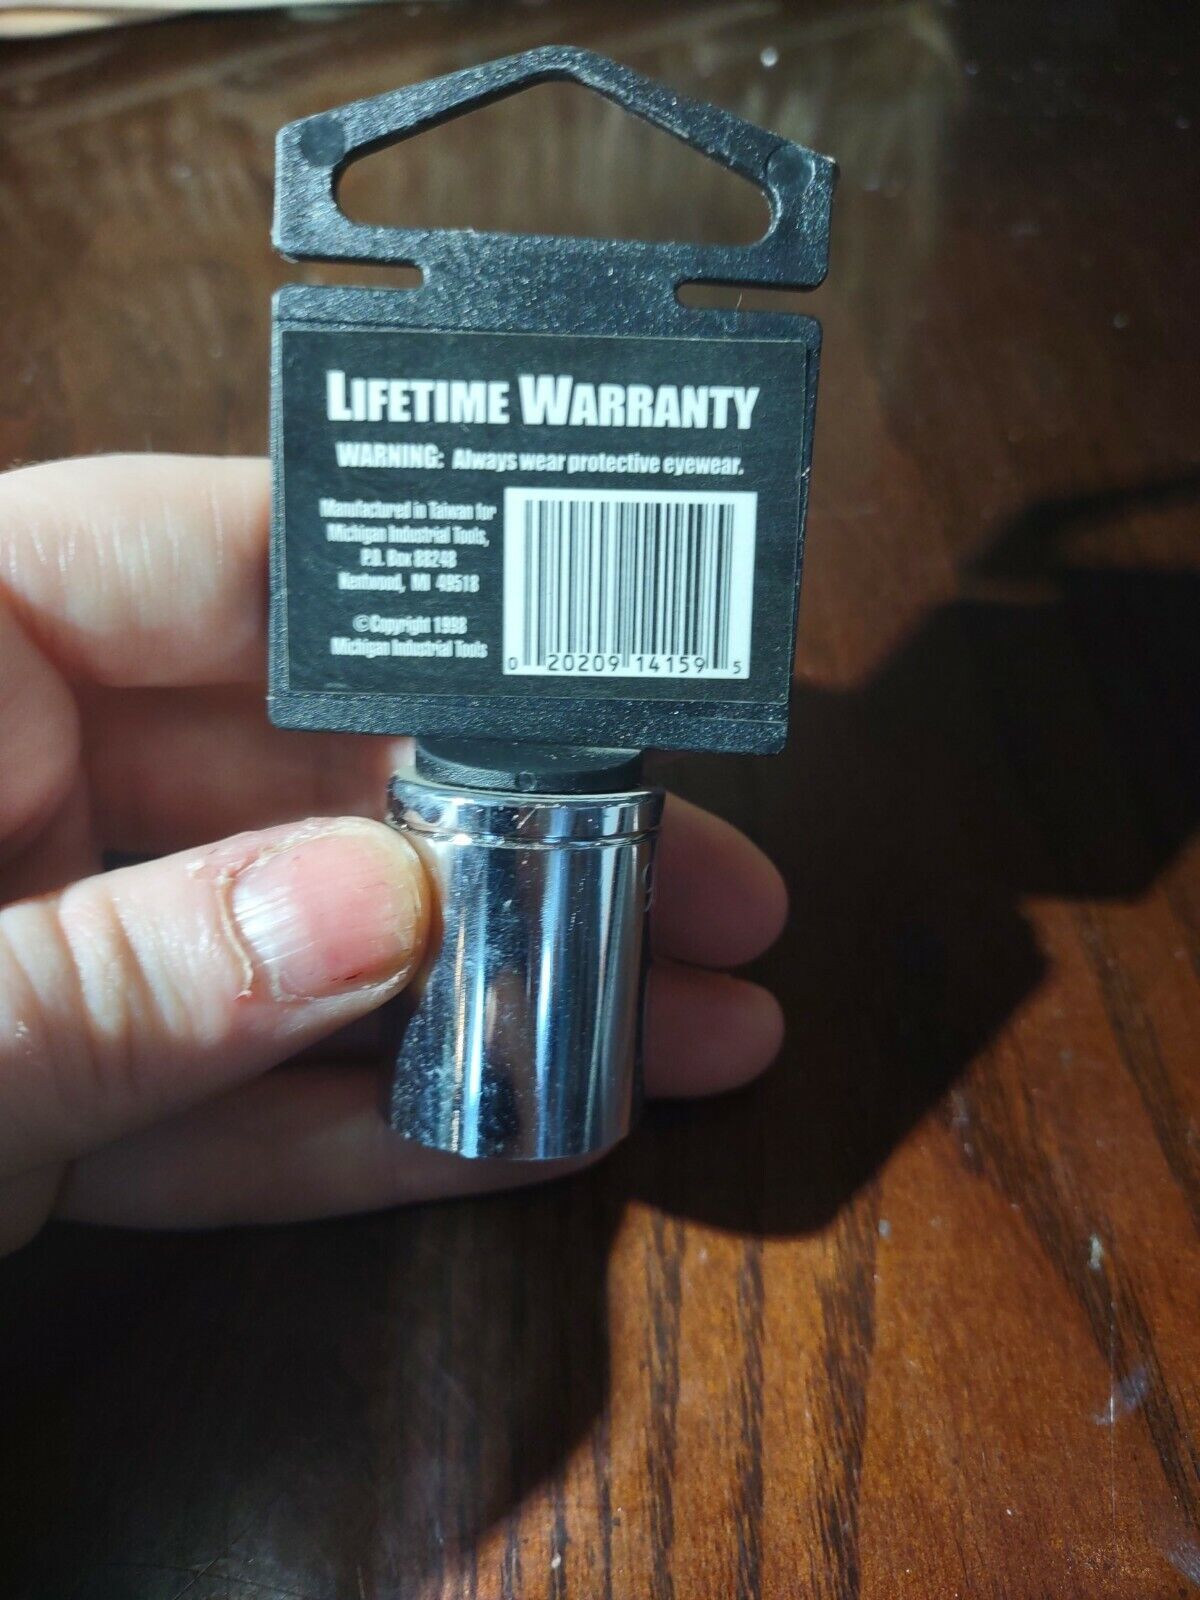 LIFETIME WARRANTY
WARNING: Always wear protective eyewear.
Manufactured in Taiwan for
Michigan Industrial Tools,
P.O. Box 88248
Kentwood, MI 49518
©Copyright 1998
Michigan Industrial Tools
0 20209 14159 5